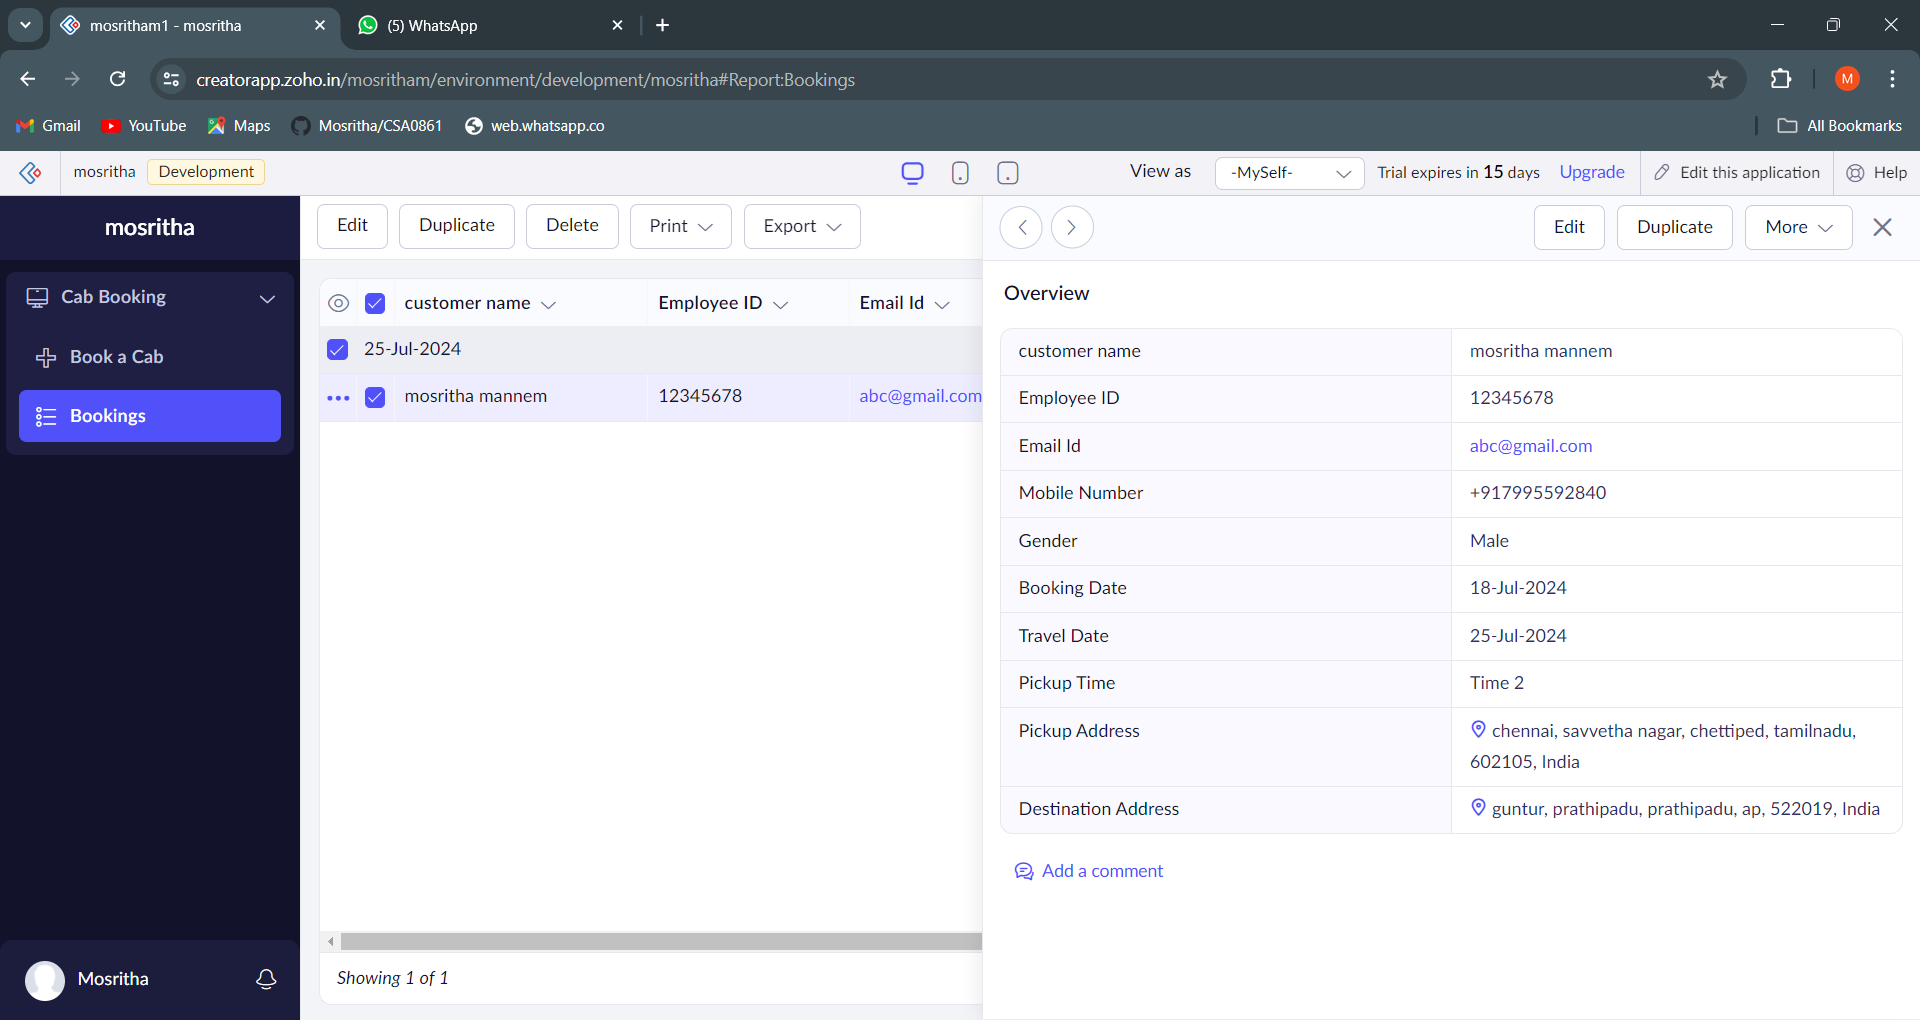 mosritham1 - mosritha
(5) WhatsApp
creatorapp.zoho.in/mosritham/environment/development/mosritha#Report:Bookings
M
Gmail
YouTube
Maps
Mosritha/CSA0861
web.whatsapp.co
All Bookmarks
mosritha
Development
View as
-MySelf-
Trial expires in 15 days
Upgrade
Edit this application
Help
mosritha
Cab Booking
Book a Cab
Bookings
Mosritha
Edit
Duplicate
Delete
Print
Export
customer name
Employee ID
Email Id
25-Jul-2024
mosritha mannem
12345678
abc@gmail.com
Showing 1 of 1
Edit
Duplicate
More
Overview
customer name mosritha mannem
Employee ID 12345678
Email Id abc@gmail.com
Mobile Number +917995592840
Gender Male
Booking Date 18-Jul-2024
Travel Date 25-Jul-2024
Pickup Time Time 2
Pickup Address chennai, savvetha nagar, chettiped, tamilnadu,
602105, India
Destination Address guntur, prathipadu, prathipadu, ap, 522019, India
Add a comment